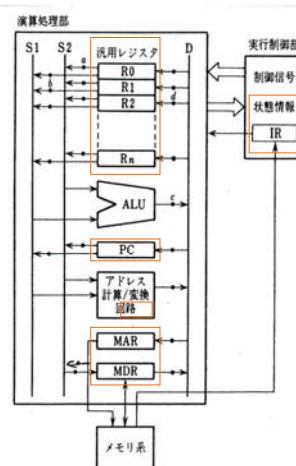 演算処理部
S1 S2 汎用レジスタ D
実行制御部
a R0
制御信号
b R1
R2 d
状態情報
IR
Rn
ALU c
PC
アドレス
計算/変換
回路
MAR
e MDR
メモリ系